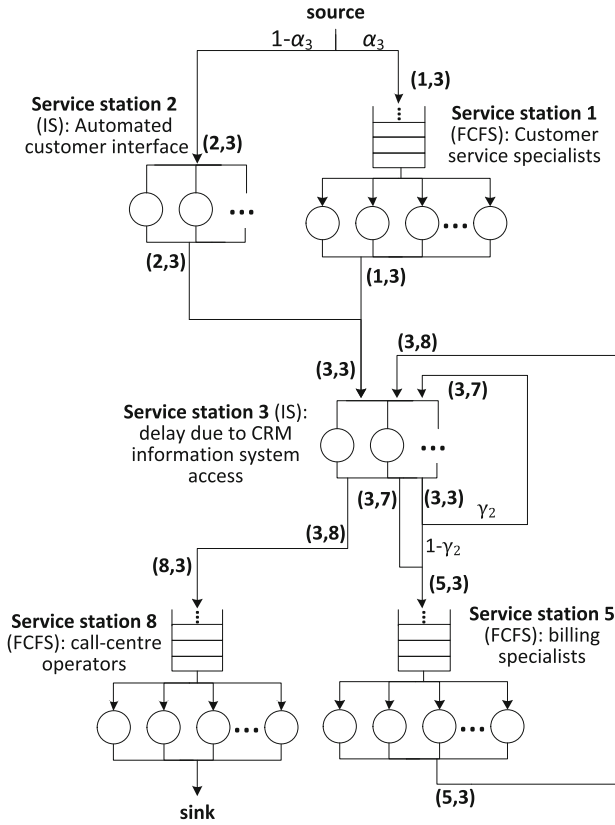 source
1-α₃
α₃
(1,3)
Service station 2
(IS): Automated
customer interface
(2,3)
Service station 1
(FCFS): Customer
service specialists
(2,3)
(1,3)
(3,8)
(3,3)
(3,7)
Service station 3 (IS):
delay due to CRM
information system
access
(3,7)
(3,3)
γ₂
(3,8)
1-γ₂
(8,3)
(5,3)
Service station 8
(FCFS): call-centre
operators
Service station 5
(FCFS): billing
specialists
(5,3)
sink